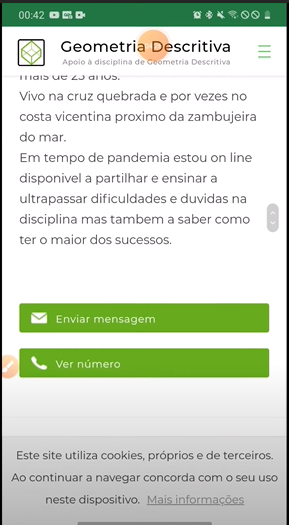 00:42
Geometria Descritiva
Apoio à disciplina de Geometria Descritiva
mais de 25 anos.
Vivo na cruz quebrada e por vezes no
costa vicentina proximo da zambujeira
do mar.
Em tempo de pandemia estou on line
disponivel a partilhar e ensinar a
ultrapassar dificuldades e duvidas na
disciplina mas tambem a saber como
ter o maior dos sucessos.
Enviar mensagem
Ver número
Este site utiliza cookies, próprios e de terceiros.
Ao continuar a navegar concorda com o seu uso
neste dispositivo. Mais informações